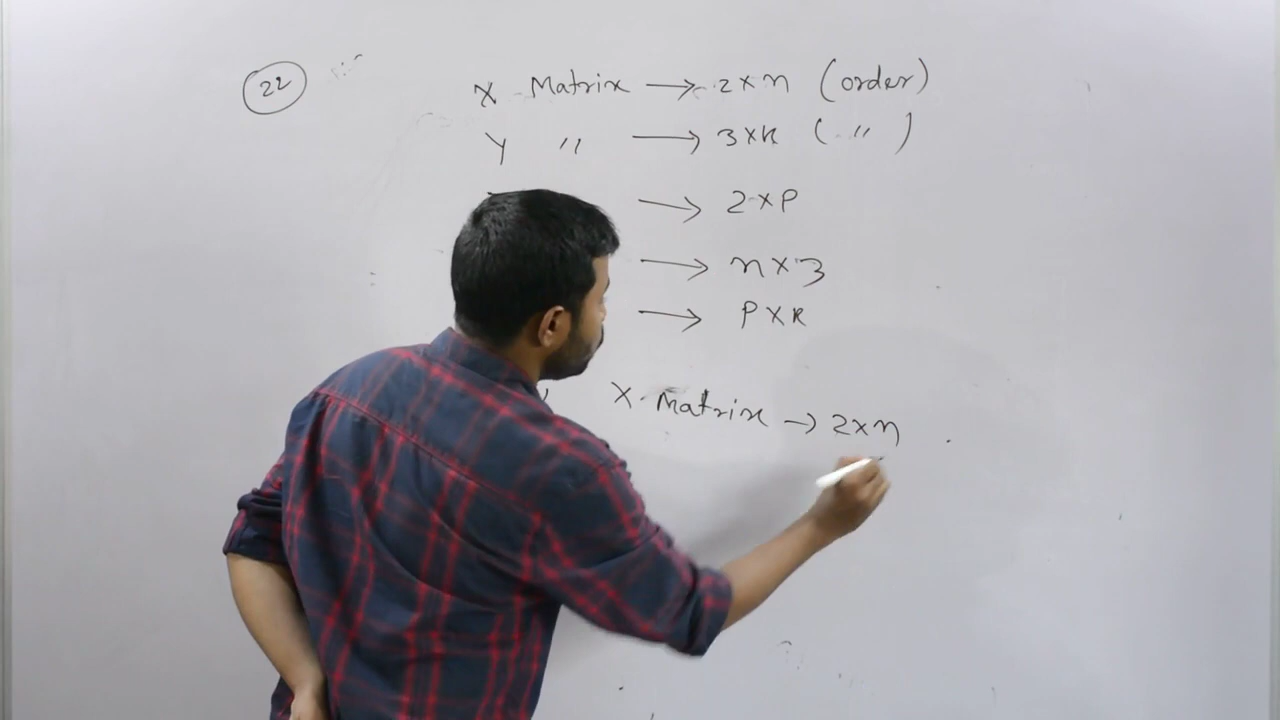 22
X Matrix → 2×n (order)
Y " → 3×k ( " )
→ 2×P
→ n×3
→ P×k
X Matrix → 2×n